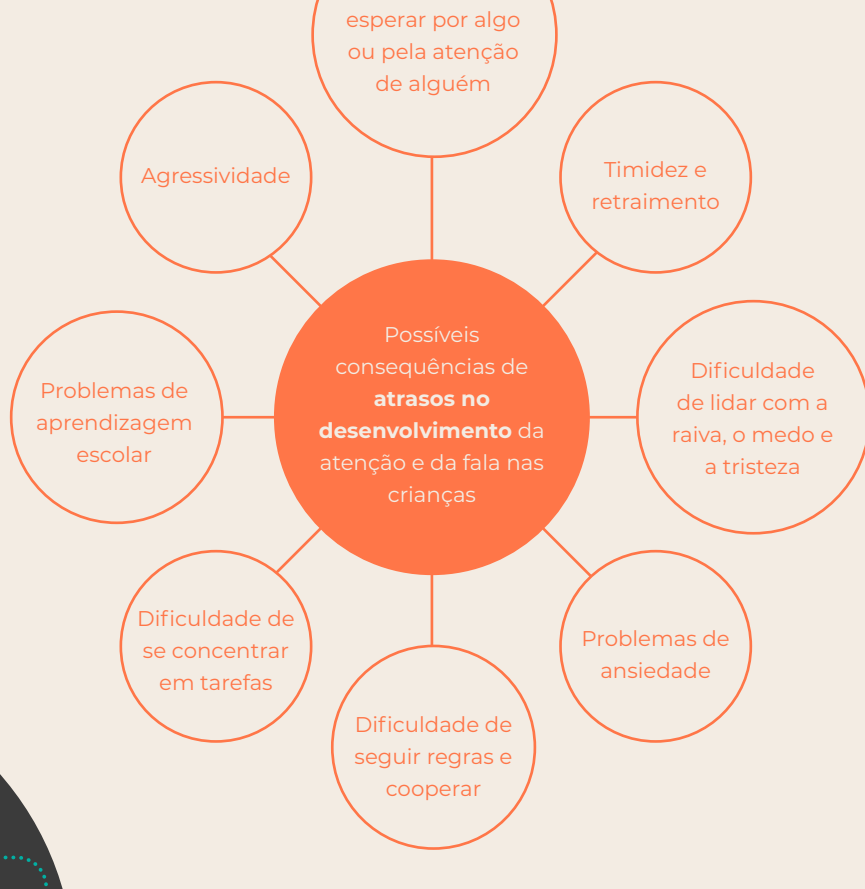 esperar por algo
ou pela atenção
de alguém
Agressividade
Timidez e
retraimento
Possíveis
consequências de
atrasos no
desenvolvimento da
atenção e da fala nas
crianças
Problemas de
aprendizagem
escolar
Dificuldade
de lidar com a
raiva, o medo e
a tristeza
Dificuldade de
se concentrar
em tarefas
Problemas de
ansiedade
Dificuldade de
seguir regras e
cooperar